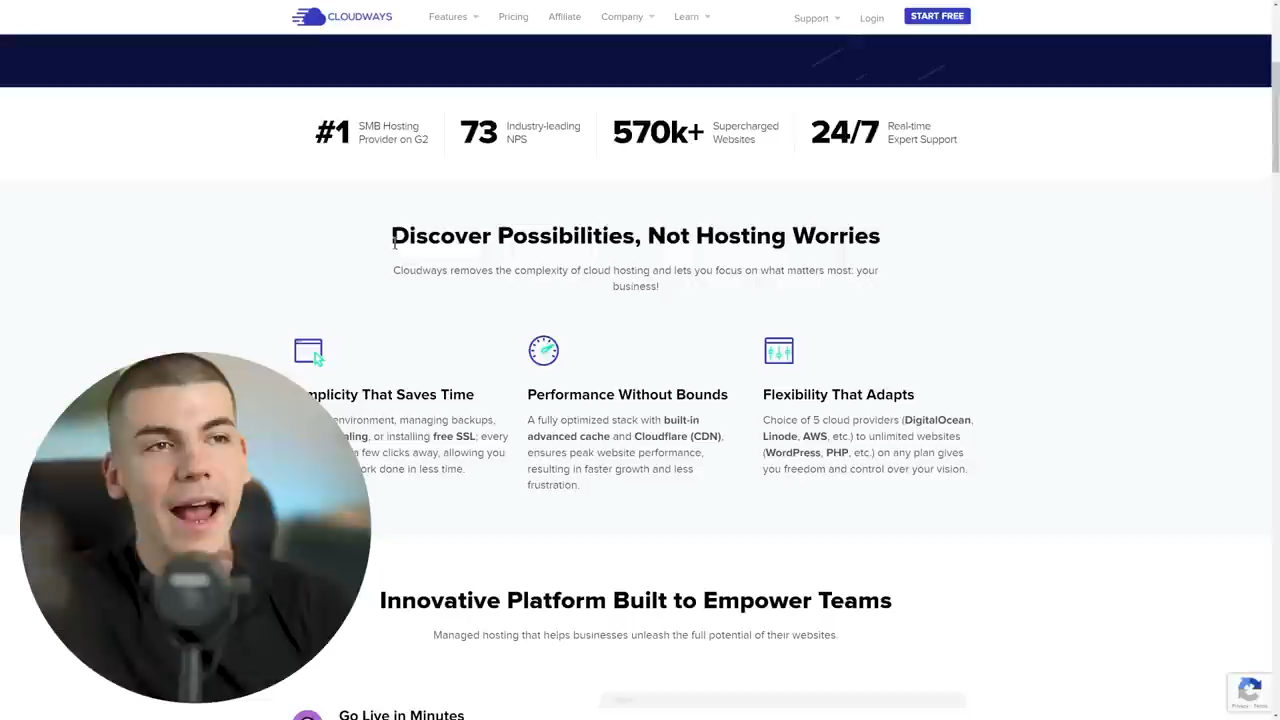 CLOUDWAYS Features Pricing Affiliate Company Learn Support Login START FREE
#1 SMB Hosting Provider on G2
73 Industry-leading NPS
570k+ Supercharged Websites
24/7 Real-time Expert Support
Discover Possibilities, Not Hosting Worries
Cloudways removes the complexity of cloud hosting and lets you focus on what matters most: your
business!
That Saves Time
environment, managing backups,
or installing free SSL; every
a few clicks away, allowing you
done in less time.
Performance Without Bounds
A fully optimized stack with built-in
advanced cache and Cloudflare (CDN),
ensures peak website performance,
resulting in faster growth and less
frustration.
Flexibility That Adapts
Choice of 5 cloud providers (DigitalOcean,
Linode, AWS, etc.) to unlimited websites
(WordPress, PHP, etc.) on any plan gives
you freedom and control over your vision.
Innovative Platform Built to Empower Teams
Managed hosting that helps businesses unleash the full potential of their websites.
Go Live in Minutes
Privacy - Terms